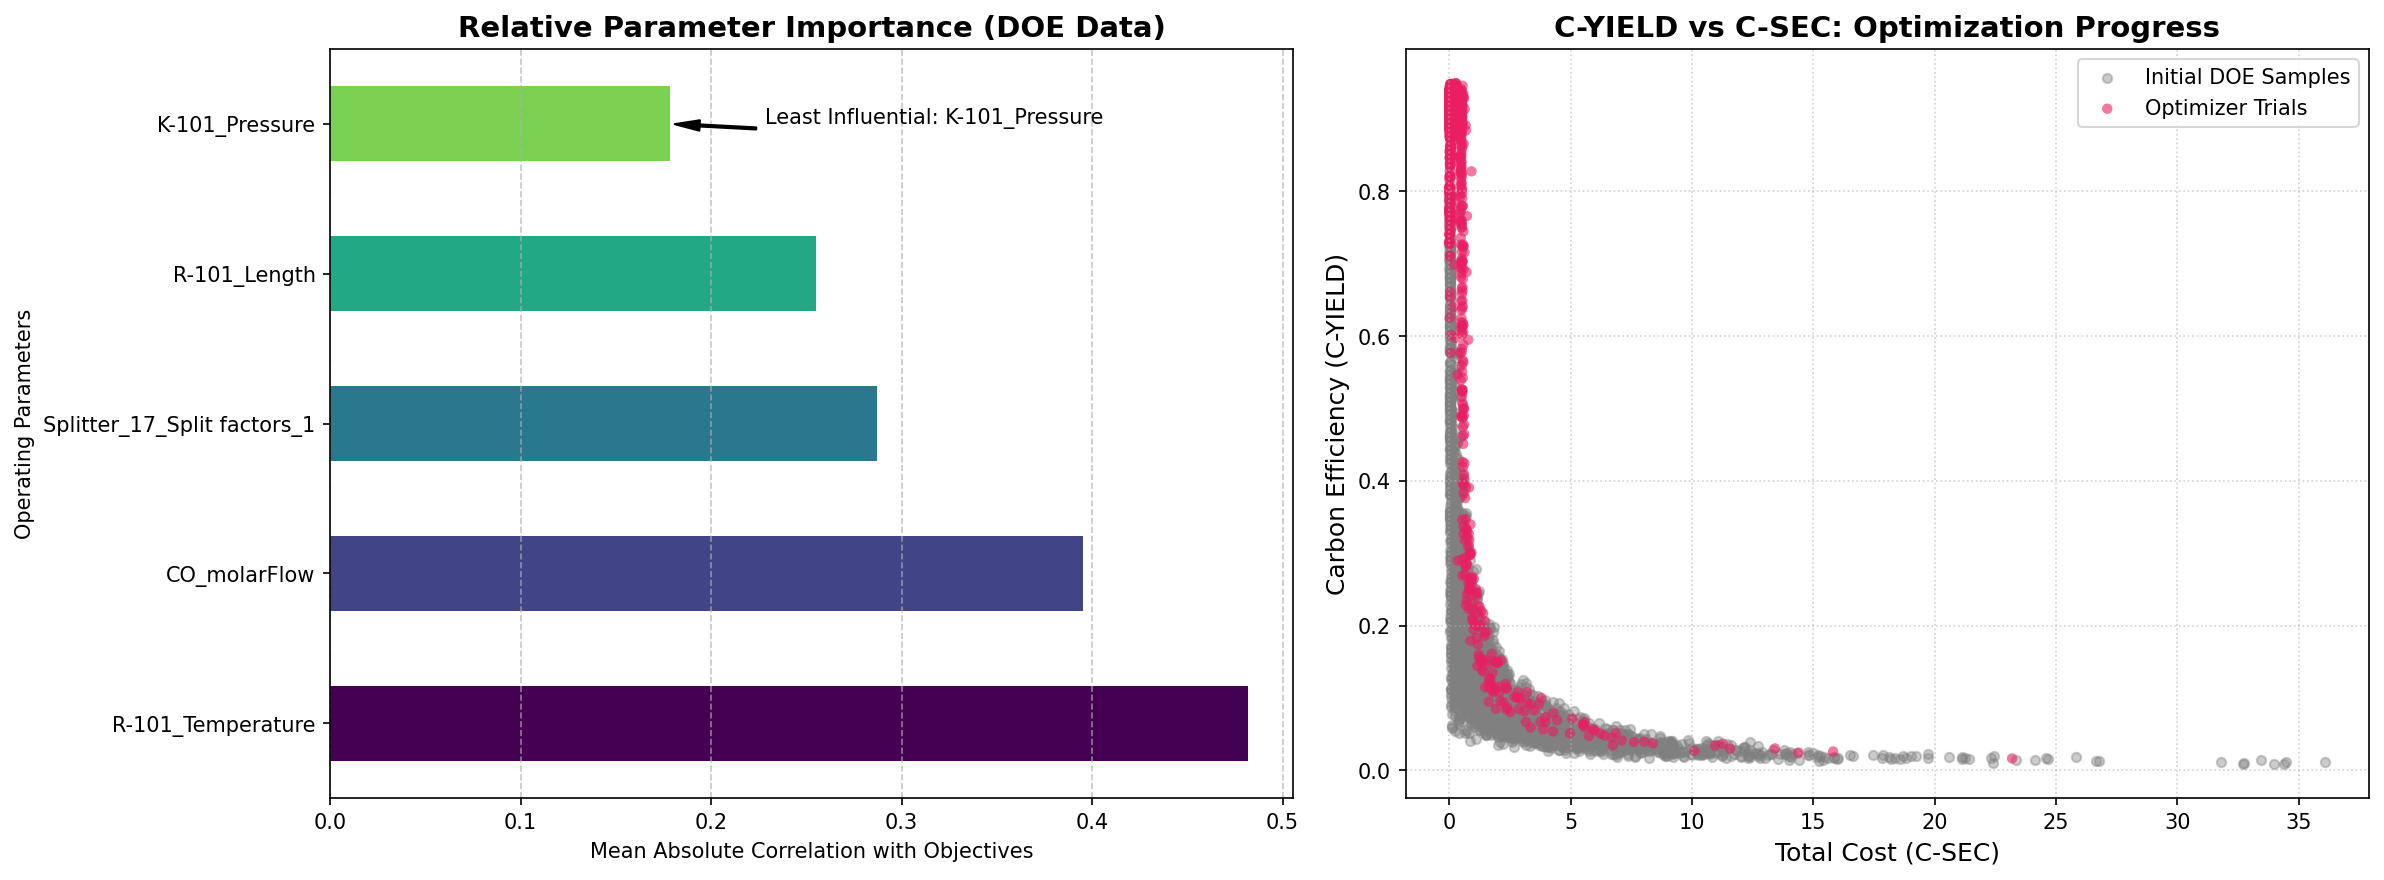 Relative Parameter Importance (DOE Data)
Operating Parameters
K-101_Pressure
R-101_Length
Splitter_17_Split factors_1
CO_molarFlow
R-101_Temperature
Least Influential: K-101_Pressure
0.0 0.1 0.2 0.3 0.4 0.5
Mean Absolute Correlation with Objectives
C-YIELD vs C-SEC: Optimization Progress
Initial DOE Samples
Optimizer Trials
Carbon Efficiency (C-YIELD)
0.8
0.6
0.4
0.2
0.0
0 5 10 15 20 25 30 35
Total Cost (C-SEC)